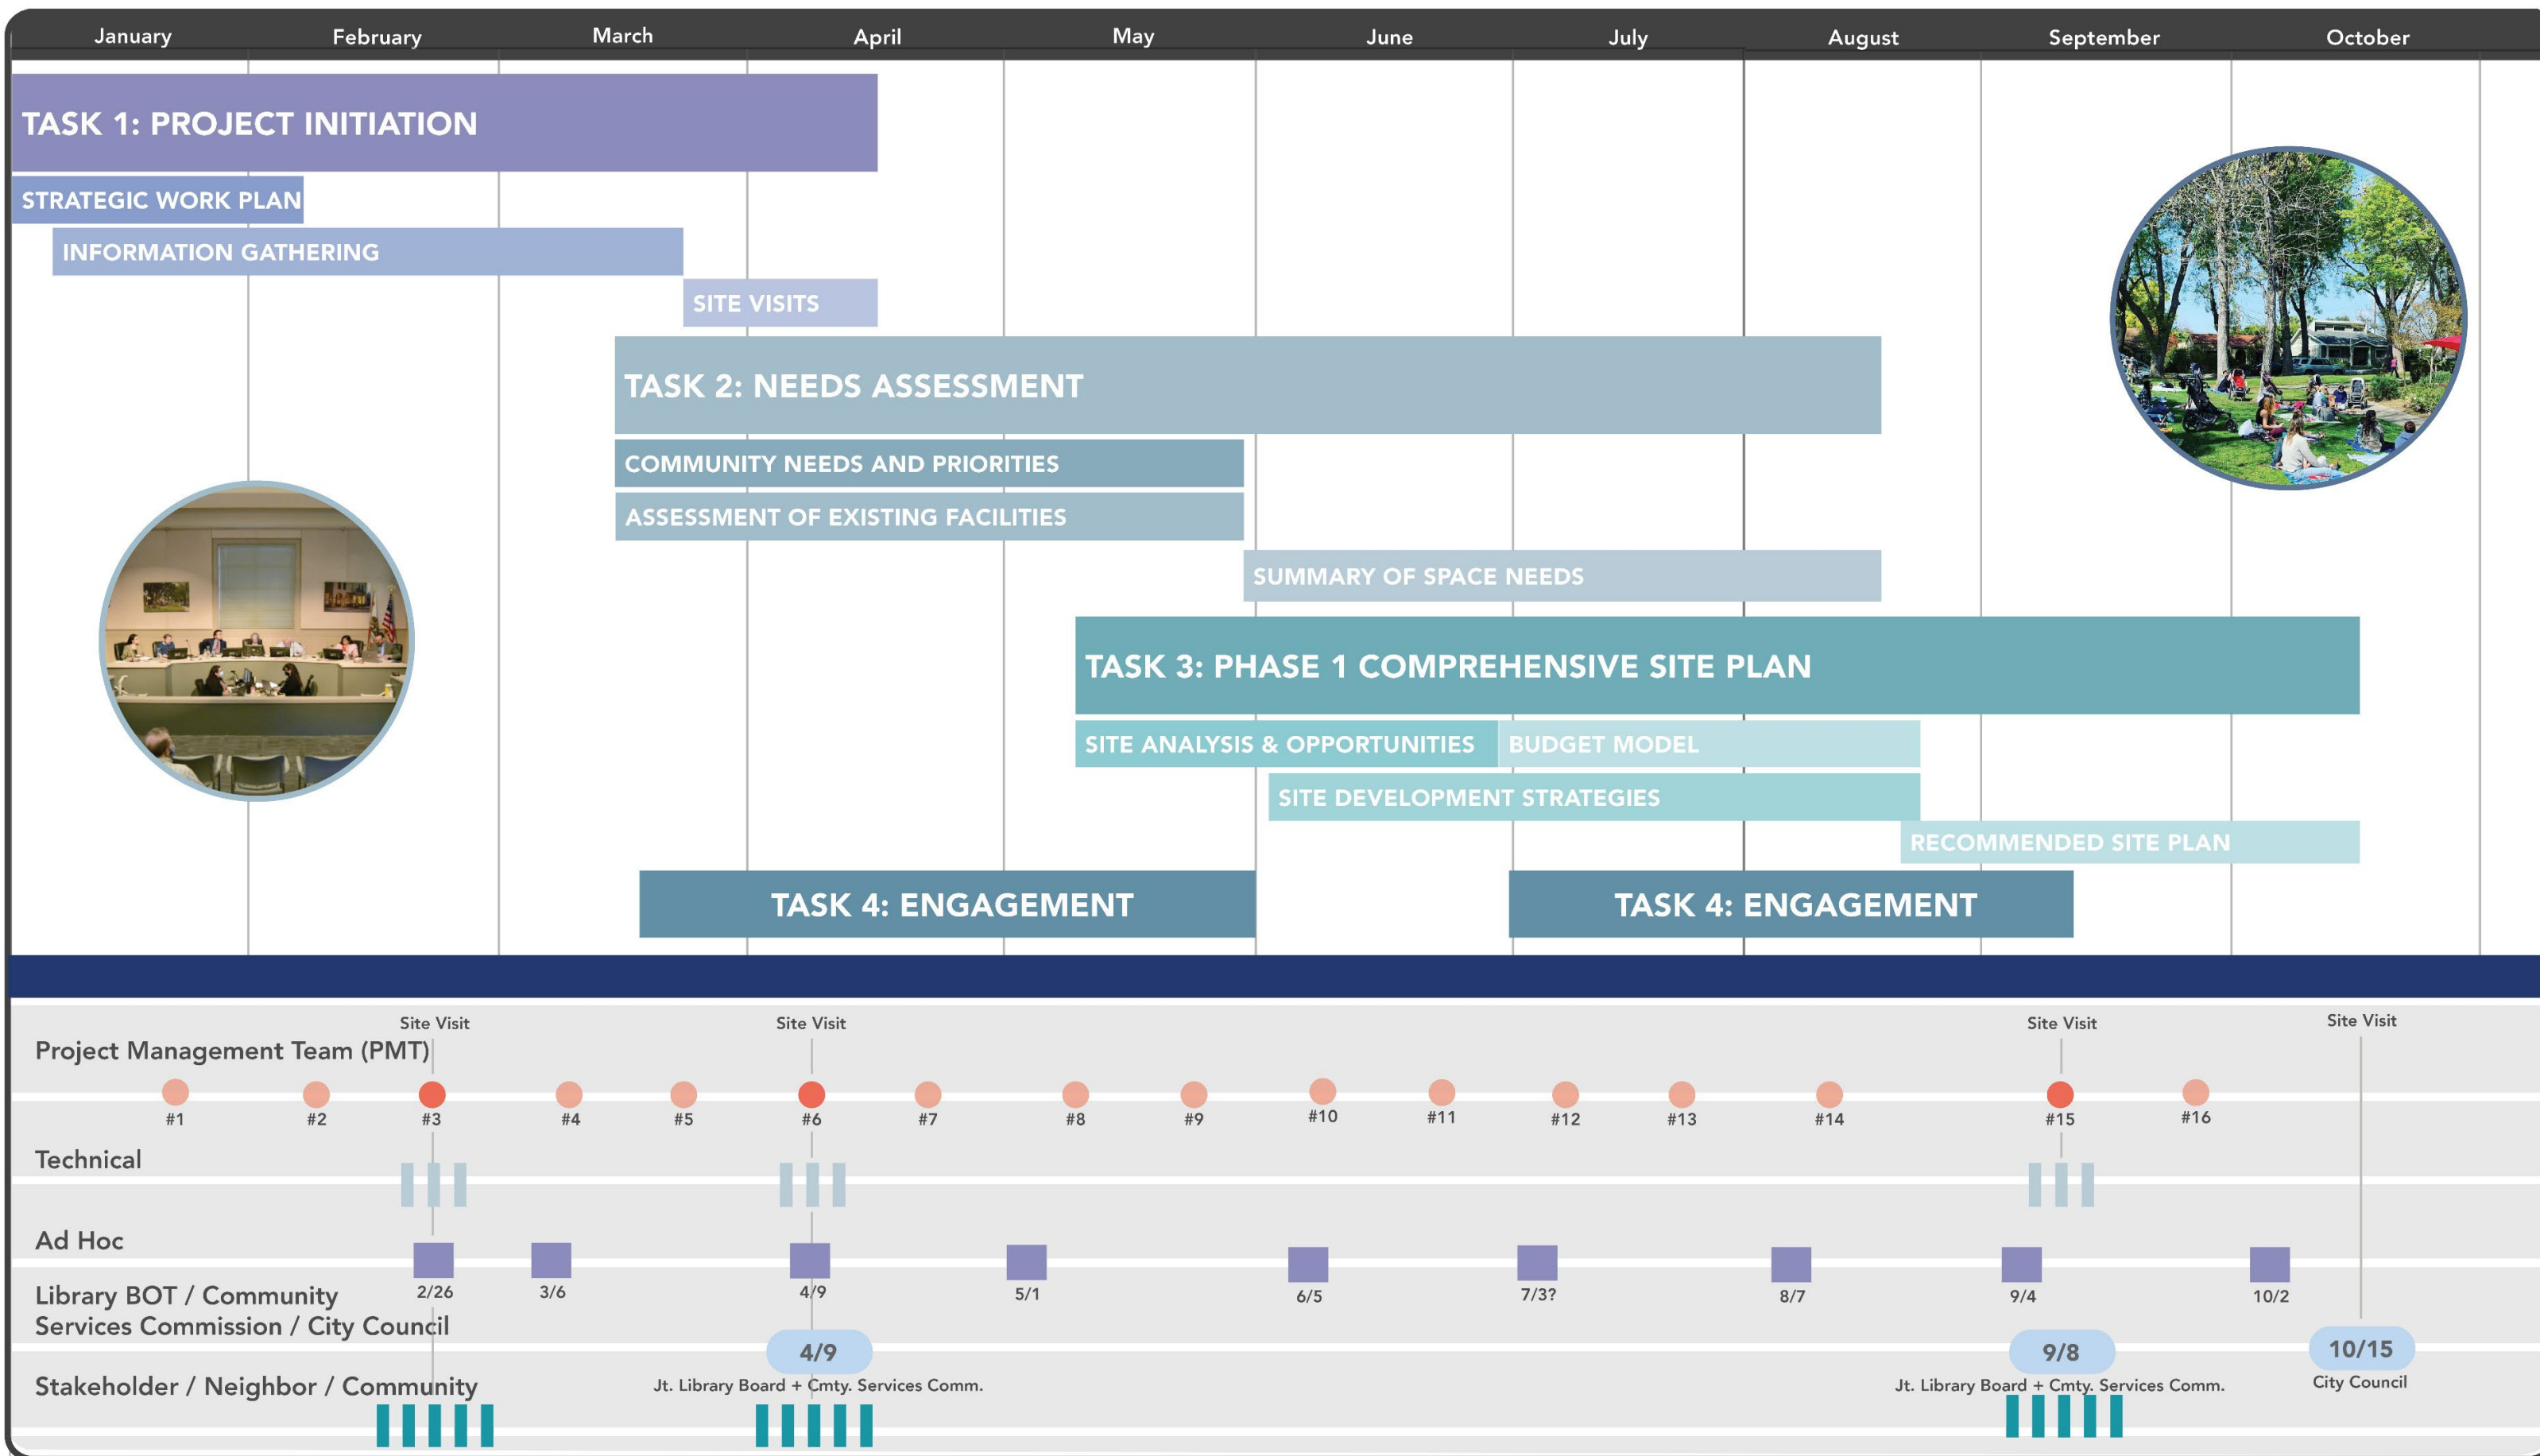 January February March April May June July August September October
TASK 1: PROJECT INITIATION
STRATEGIC WORK PLAN
INFORMATION GATHERING
SITE VISITS
TASK 2: NEEDS ASSESSMENT
COMMUNITY NEEDS AND PRIORITIES
ASSESSMENT OF EXISTING FACILITIES
SUMMARY OF SPACE NEEDS
TASK 3: PHASE 1 COMPREHENSIVE SITE PLAN
SITE ANALYSIS & OPPORTUNITIES BUDGET MODEL
SITE DEVELOPMENT STRATEGIES
RECOMMENDED SITE PLAN
TASK 4: ENGAGEMENT TASK 4: ENGAGEMENT
Site Visit Site Visit Site Visit Site Visit
Project Management Team (PMT)
#1 #2 #3 #4 #5 #6 #7 #8 #9 #10 #11 #12 #13 #14 #15 #16
Technical
Ad Hoc
2/26 3/6 4/9 5/1 6/5 7/3? 8/7 9/4 10/2
Library BOT / Community
Services Commission / City Council
4/9 9/8 10/15
Jt. Library Board + Cmty. Services Comm. Jt. Library Board + Cmty. Services Comm. City Council
Stakeholder / Neighbor / Community